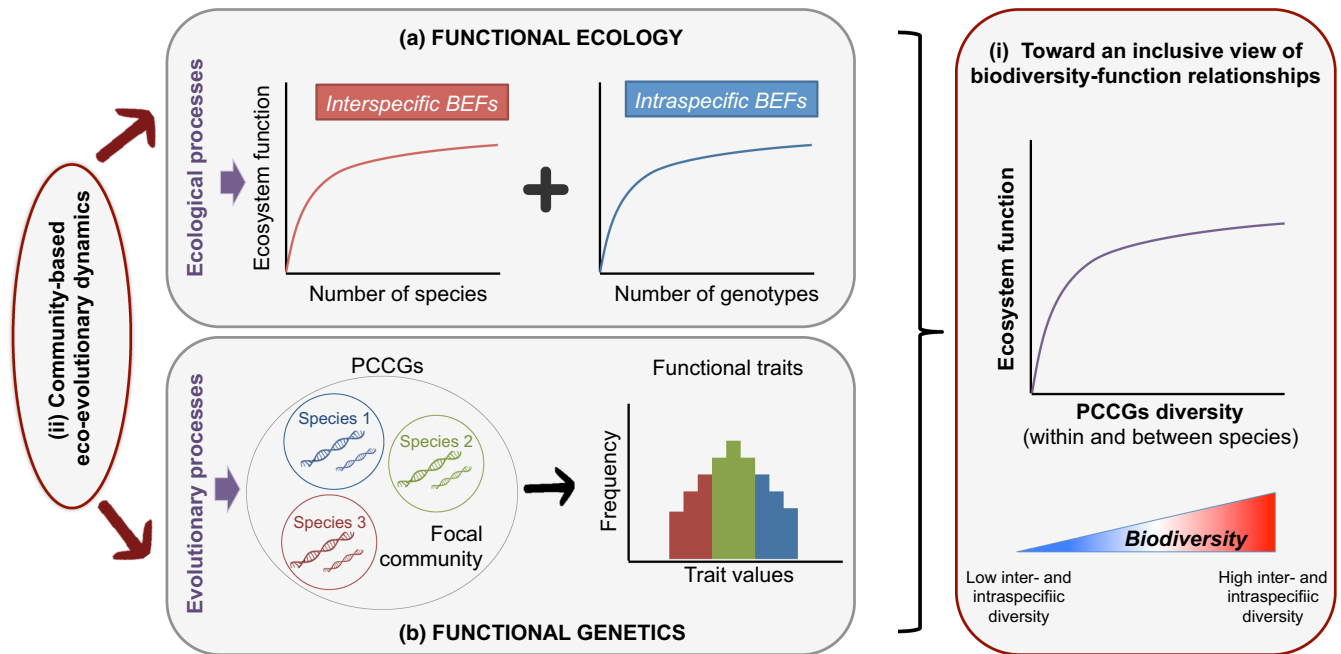 (ii) Community-based
eco-evolutionary dynamics
(a) FUNCTIONAL ECOLOGY
Ecological processes
Ecosystem function
Interspecific BEFs
Number of species
Intraspecific BEFs
Number of genotypes
Evolutionary processes
PCCGs
Species 1
Species 2
Species 3
Focal
community
Functional traits
Frequency
Trait values
(b) FUNCTIONAL GENETICS
(i) Toward an inclusive view of
biodiversity-function relationships
Ecosystem function
PCCGs diversity
(within and between species)
Biodiversity
Low inter- and
intraspecifiic
diversity
High inter- and
intraspecifiic
diversity